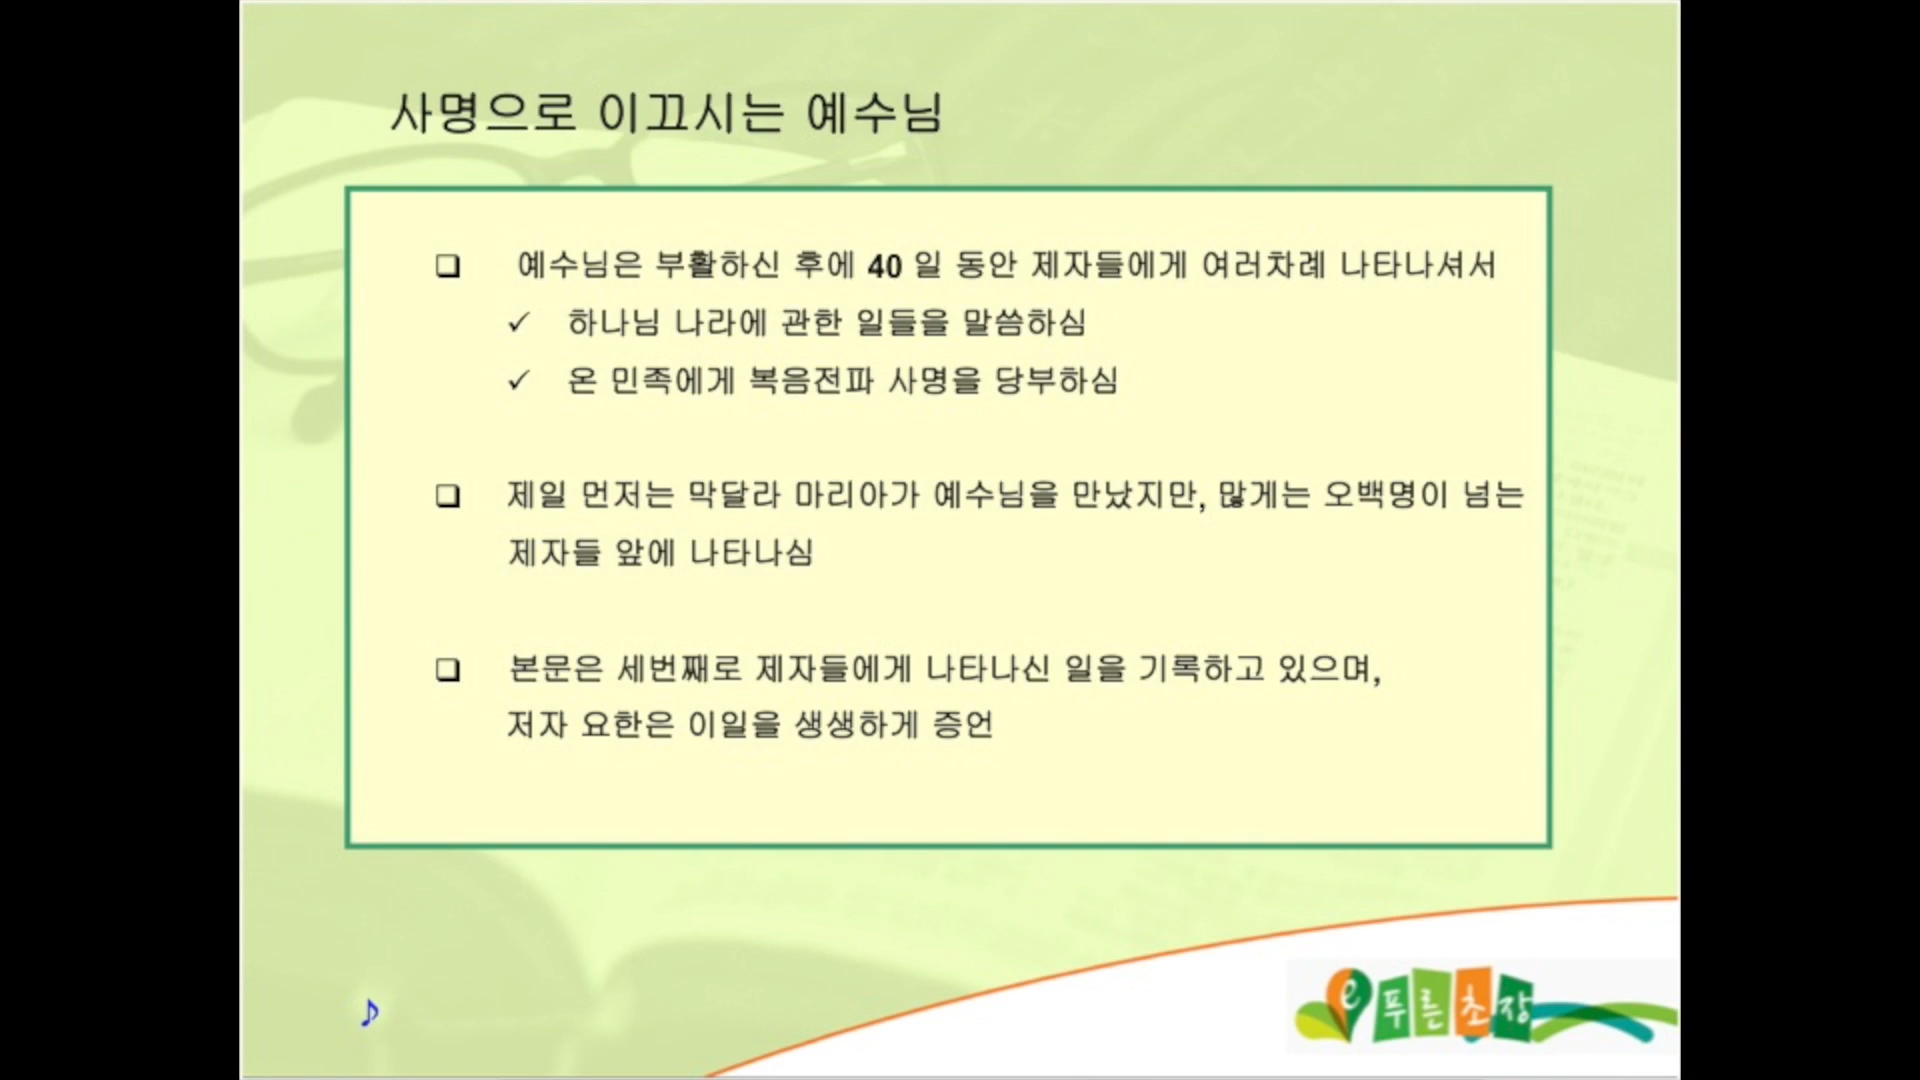 사명으로 이끄시는 예수님
❑ 예수님은 부활하신 후에 40 일 동안 제자들에게 여러차례 나타나셔서
✓ 하나님 나라에 관한 일들을 말씀하심
✓ 온 민족에게 복음전파 사명을 당부하심
❑ 제일 먼저는 막달라 마리아가 예수님을 만났지만, 많게는 오백명이 넘는
제자들 앞에 나타나심
❑ 본문은 세번째로 제자들에게 나타나신 일을 기록하고 있으며,
저자 요한은 이일을 생생하게 증언
e 푸른초장